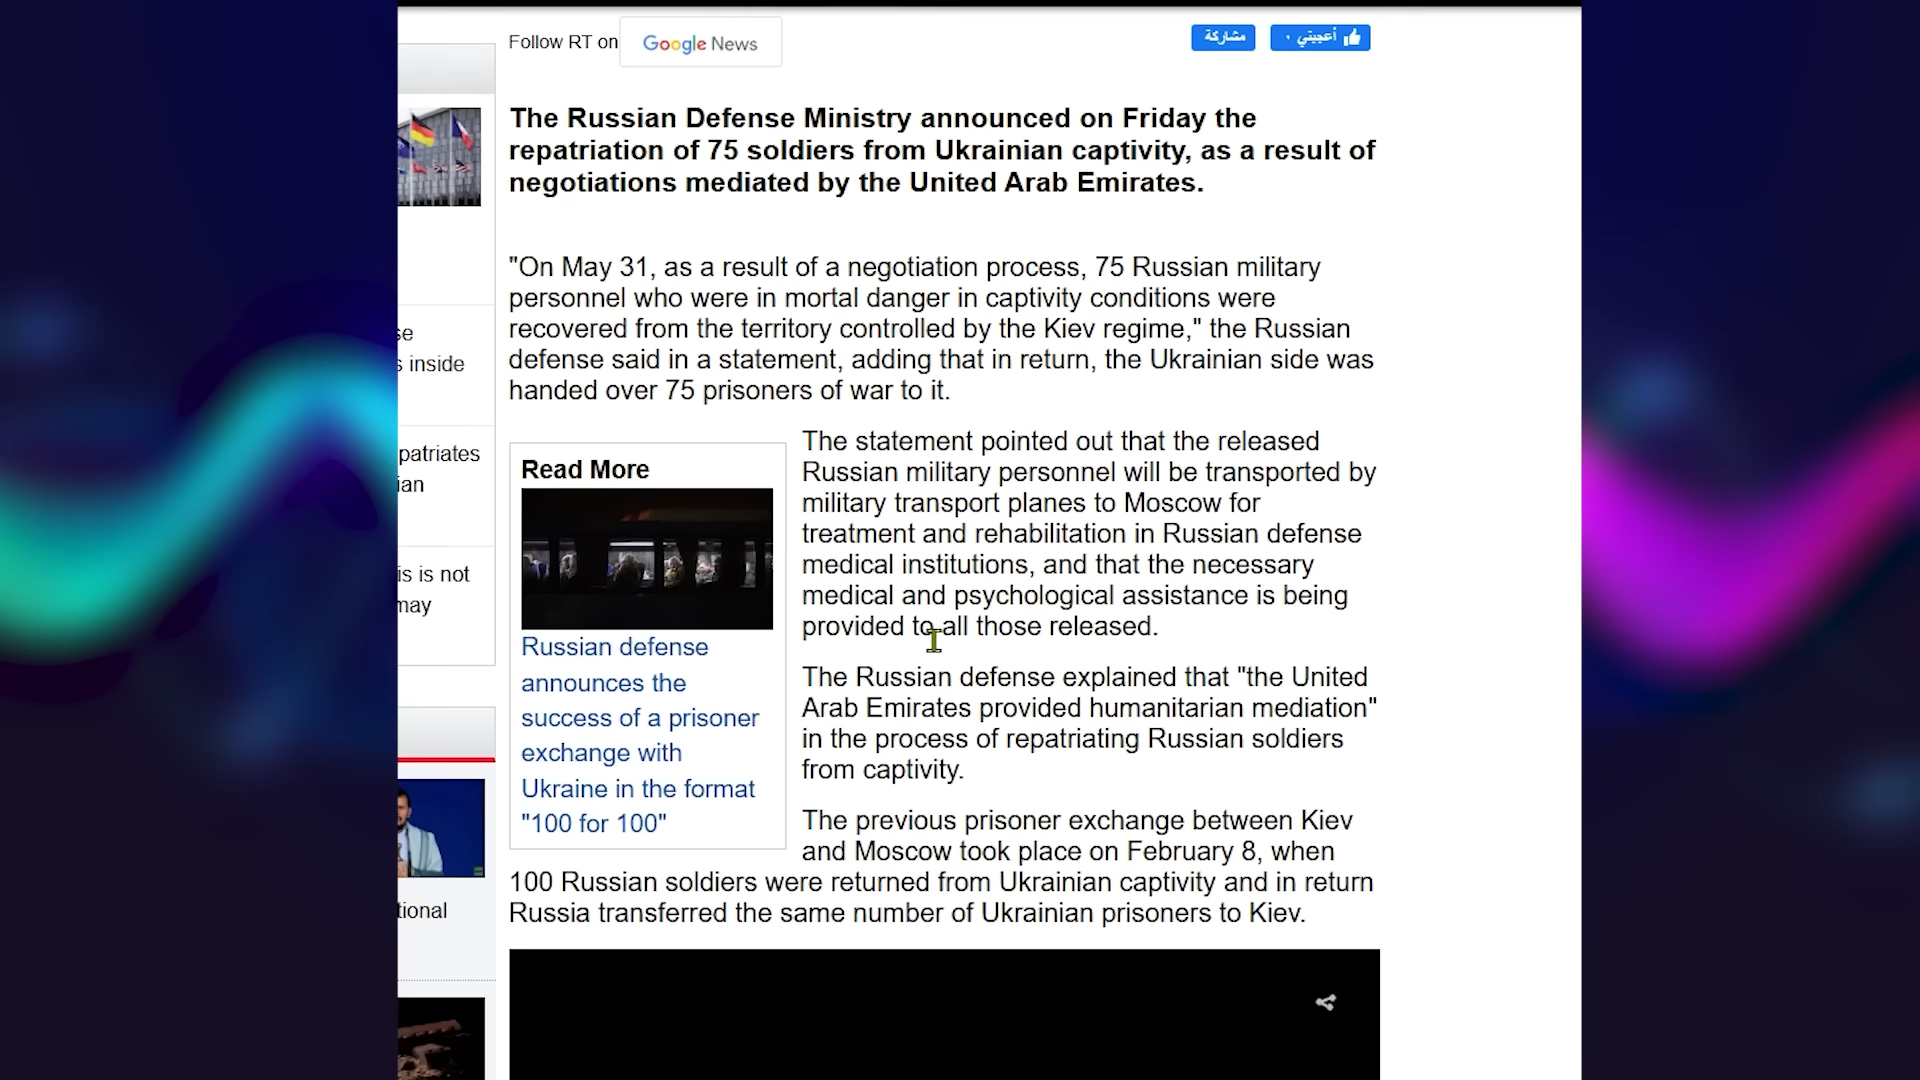 Follow RT on
Google News
مشاركة
أعجبني
The Russian Defense Ministry announced on Friday the
repatriation of 75 soldiers from Ukrainian captivity, as a result of
negotiations mediated by the United Arab Emirates.
"On May 31, as a result of a negotiation process, 75 Russian military
personnel who were in mortal danger in captivity conditions were
recovered from the territory controlled by the Kiev regime," the Russian
defense said in a statement, adding that in return, the Ukrainian side was
handed over 75 prisoners of war to it.
Read More
Russian defense
announces the
success of a prisoner
exchange with
Ukraine in the format
"100 for 100"
The statement pointed out that the released
Russian military personnel will be transported by
military transport planes to Moscow for
treatment and rehabilitation in Russian defense
medical institutions, and that the necessary
medical and psychological assistance is being
provided to all those released.
The Russian defense explained that "the United
Arab Emirates provided humanitarian mediation"
in the process of repatriating Russian soldiers
from captivity.
The previous prisoner exchange between Kiev
and Moscow took place on February 8, when
100 Russian soldiers were returned from Ukrainian captivity and in return
Russia transferred the same number of Ukrainian prisoners to Kiev.
se
s inside
patriates
ian
is is not
may
tional